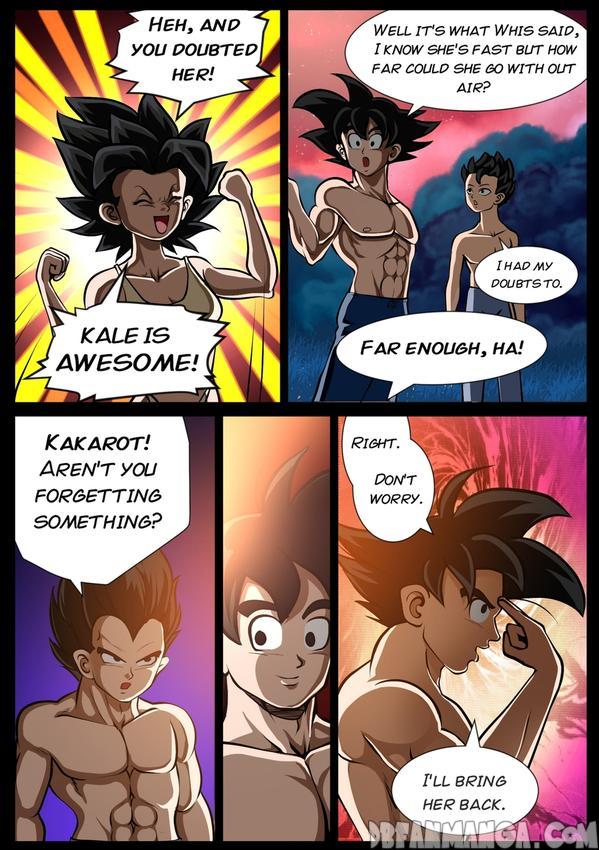 HEH, AND
YOU DOUBTED
HER!
KALE IS
AWESOME!
WELL IT'S WHAT WHIS SAID,
I KNOW SHE'S FAST BUT HOW
FAR COULD SHE GO WITH OUT
AIR?
I HAD MY
DOUBTS TO.
FAR ENOUGH, HA!
KAKAROT!
AREN'T YOU
FORGETTING
SOMETHING?
RIGHT.
DON'T
WORRY.
I'LL BRING
HER BACK.
DBFANMANGA.COM